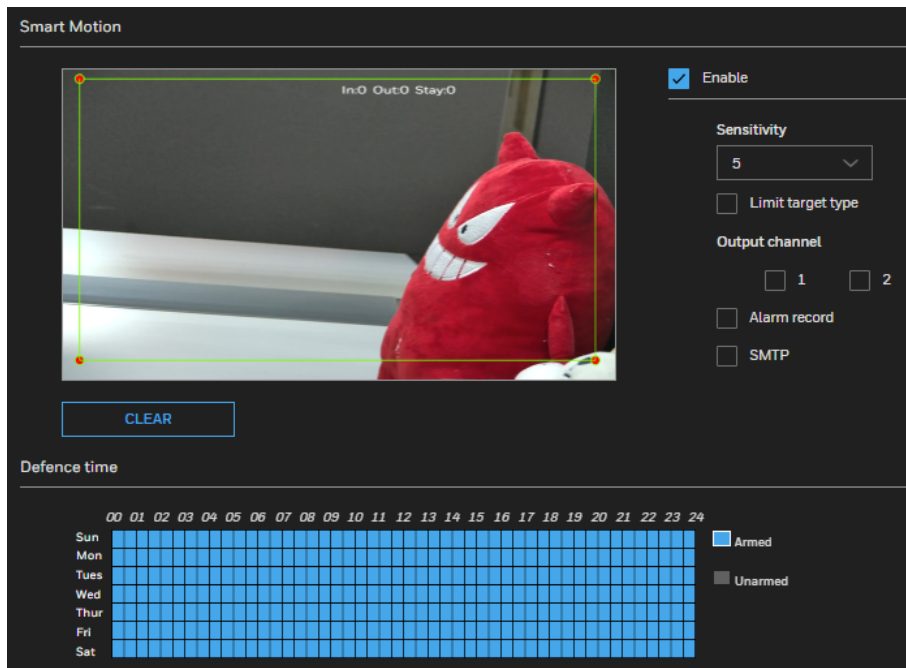 Smart Motion
In:0 Out:0 Stay:0
Enable
Sensitivity
5
Limit target type
Output channel
1 2
Alarm record
SMTP
CLEAR
Defence time
00 01 02 03 04 05 06 07 08 09 10 11 12 13 14 15 16 17 18 19 20 21 22 23 24
Sun
Mon
Tues
Wed
Thur
Fri
Sat
Armed
Unarmed